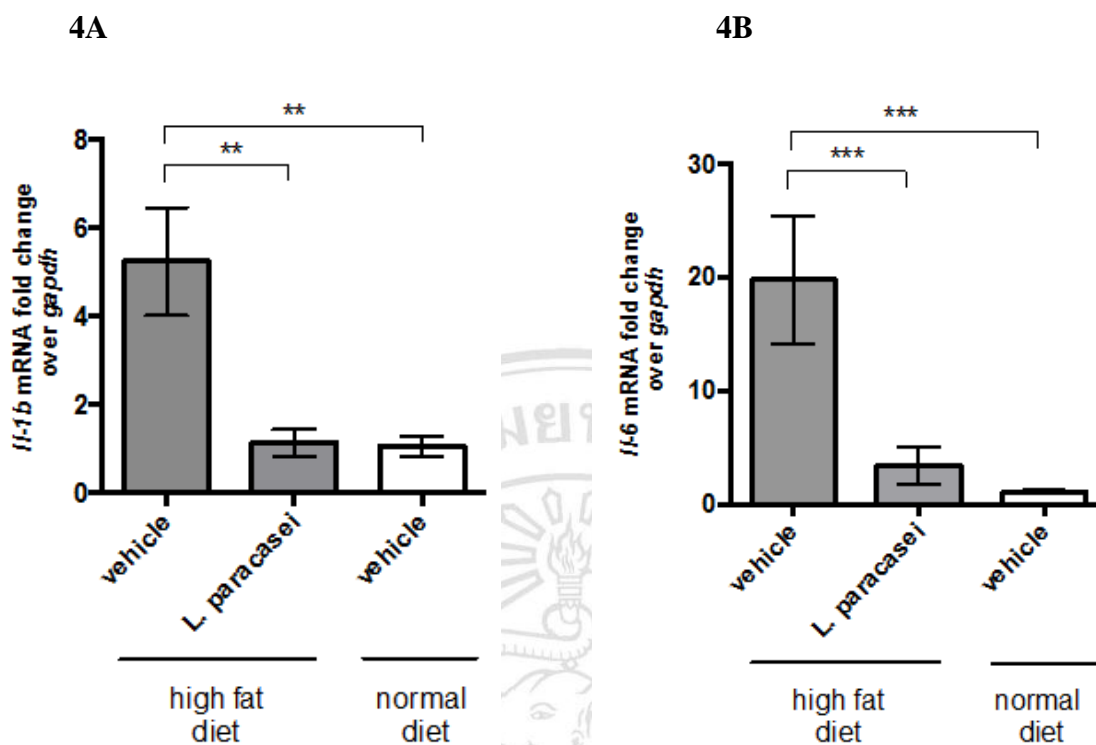 4A
**
**
8
6
4
2
0
Il-1b mRNA fold change
over gapdh
vehicle
L. paracasei
vehicle
high fat
diet
normal
diet
4B
***
***
30
20
10
0
Il-6 mRNA fold change
over gapdh
vehicle
L. paracasei
vehicle
high fat
diet
normal
diet